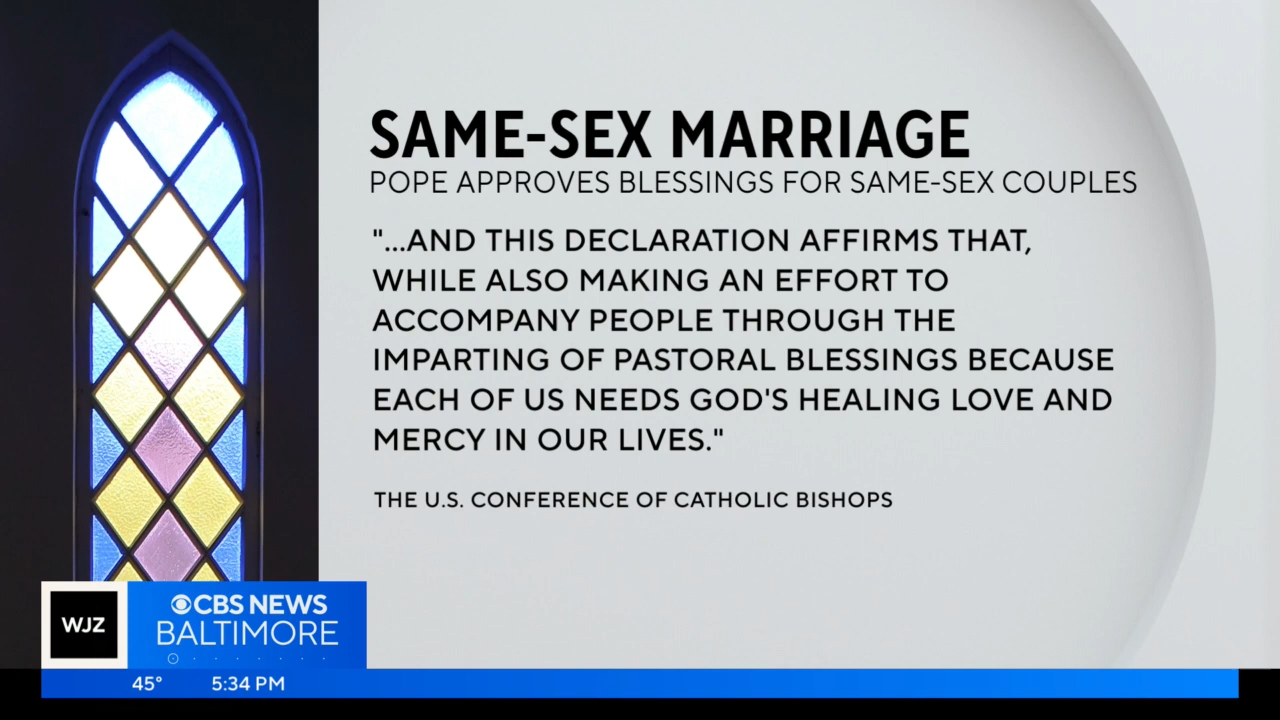 SAME-SEX MARRIAGE
POPE APPROVES BLESSINGS FOR SAME-SEX COUPLES
"...AND THIS DECLARATION AFFIRMS THAT,
WHILE ALSO MAKING AN EFFORT TO
ACCOMPANY PEOPLE THROUGH THE
IMPARTING OF PASTORAL BLESSINGS BECAUSE
EACH OF US NEEDS GOD'S HEALING LOVE AND
MERCY IN OUR LIVES."
THE U.S. CONFERENCE OF CATHOLIC BISHOPS
WJZ
CBS NEWS
BALTIMORE
45° 5:34 PM